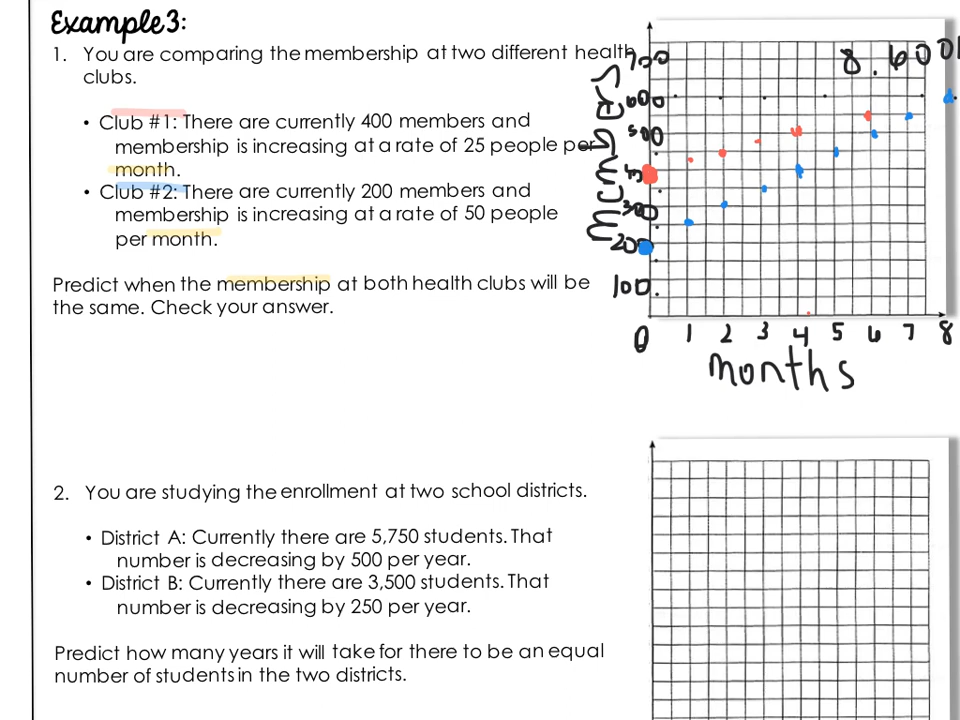 Example 3:
1. You are comparing the membership at two different health
clubs.
• Club #1: There are currently 400 members and
membership is increasing at a rate of 25 people per
month.
• Club #2: There are currently 200 members and
membership is increasing at a rate of 50 people
per month.
Predict when the membership at both health clubs will be
the same. Check your answer.
700
600
500
300
200
100
0 1 2 3 4 5 6 7 8
months
members
2. You are studying the enrollment at two school districts.
• District A: Currently there are 5,750 students. That
number is decreasing by 500 per year.
• District B: Currently there are 3,500 students. That
number is decreasing by 250 per year.
Predict how many years it will take for there to be an equal
number of students in the two districts.